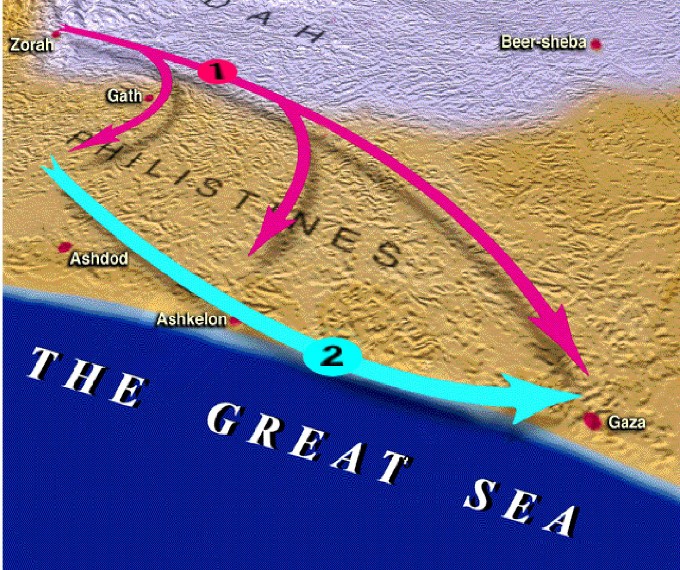 DAH
Zorah
Beer-sheba
1
Gath
PHILISTINES
Ashdod
Ashkelon
2
Gaza
THE GREAT SEA